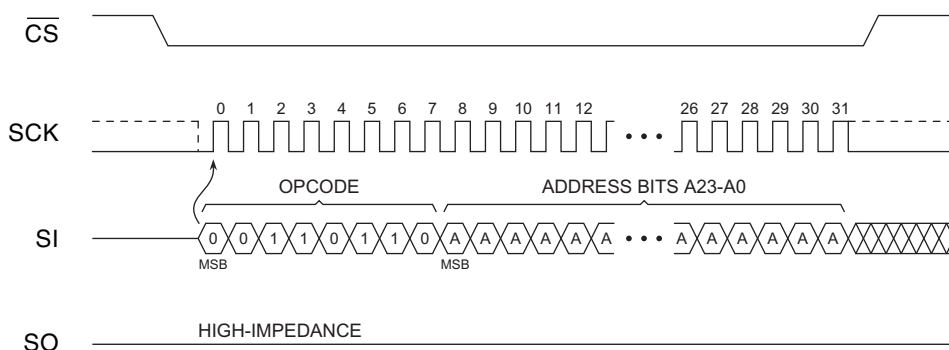 CS
0 1 2 3 4 5 6 7 8 9 10 11 12 26 27 28 29 30 31
SCK
OPCODE ADDRESS BITS A23-A0
SI 0 0 1 1 0 1 1 0 A A A A A A A A A A A A
MSB MSB
HIGH-IMPEDANCE
SO